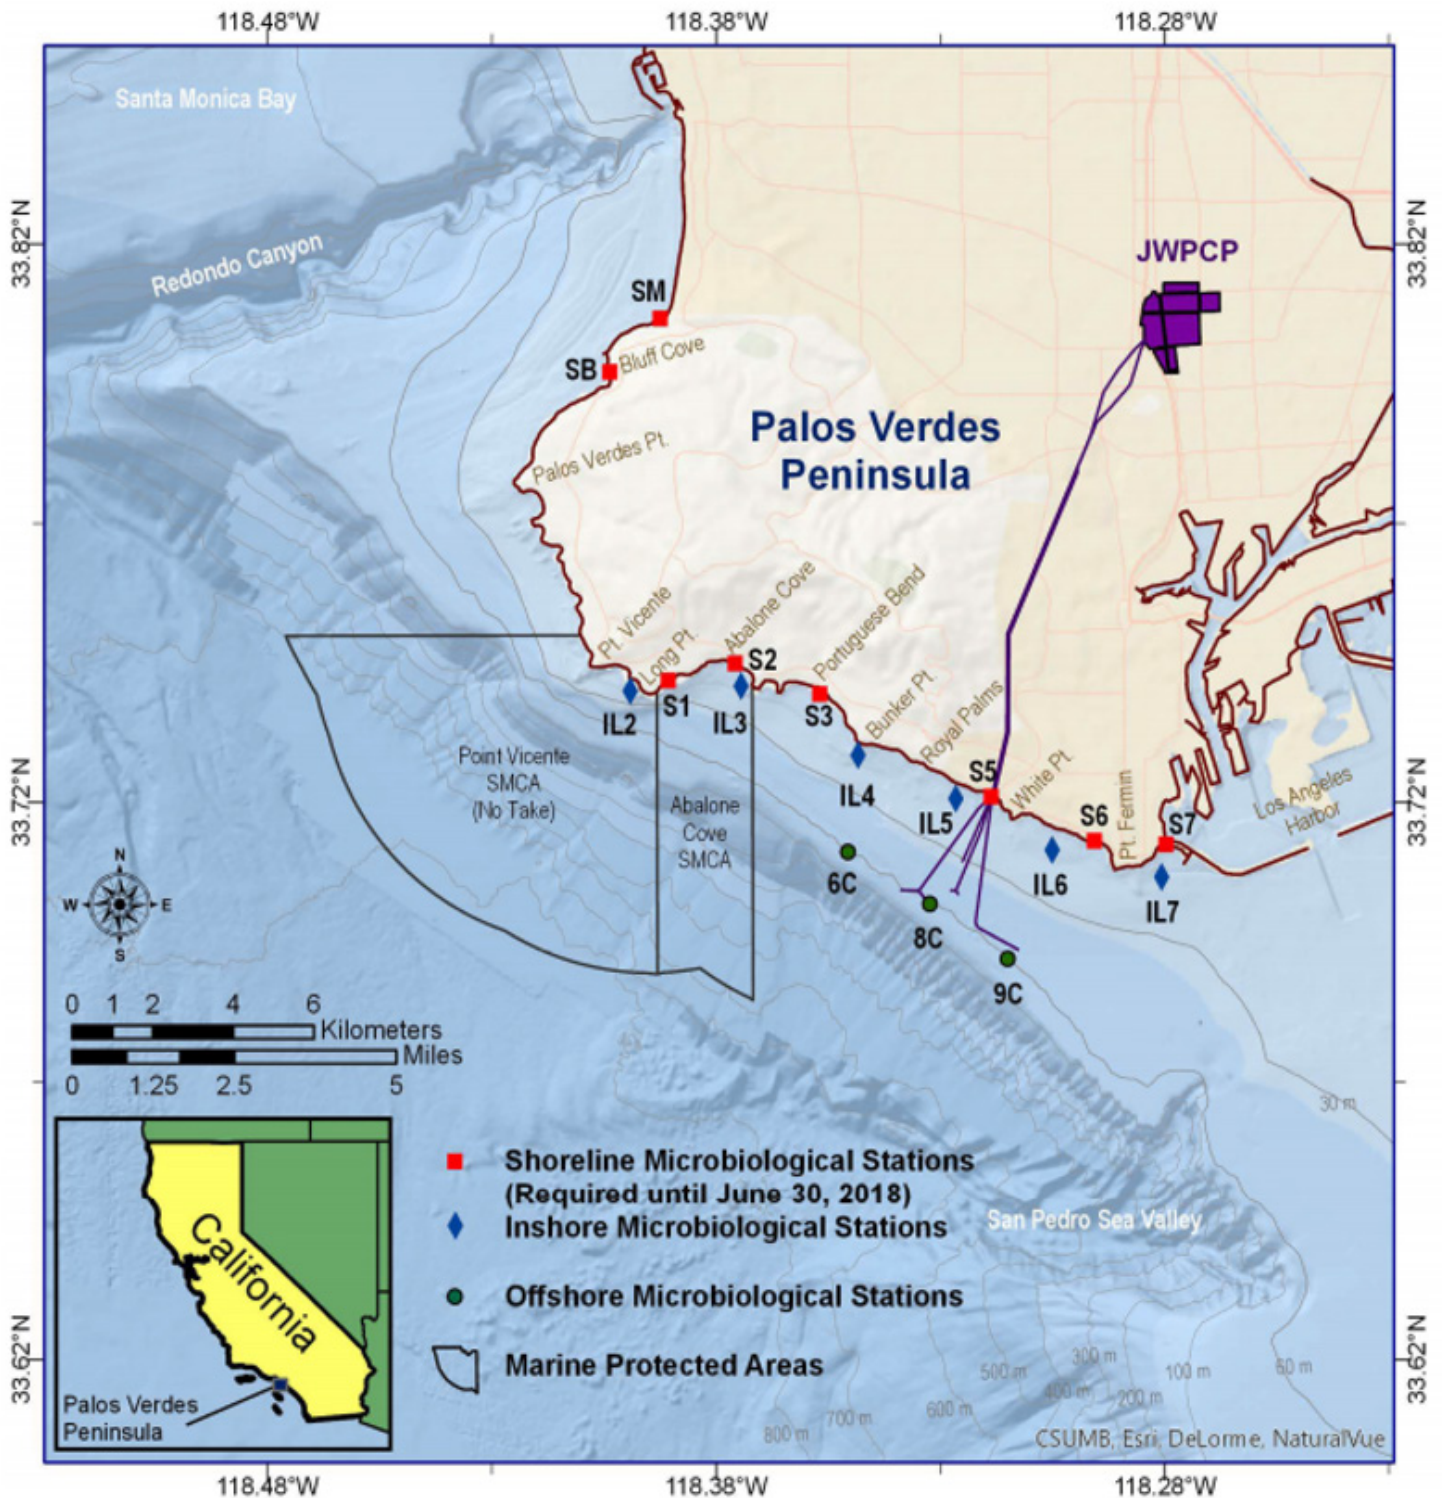 118.48°W
118.38°W
118.28°W
Santa Monica Bay
33.82°N
33.82°N
Redondo Canyon
JWPCP
SM
SB
Bluff Cove
Palos Verdes
Peninsula
Palos Verdes Pt.
Pt. Vicente
Long Pt.
Abalone Cove
Portuguese Bend
Bunker Pt.
Royal Palms
White Pt.
Pt. Fermin
Los Angeles
Harbor
S1
S2
S3
S5
S6
S7
IL2
IL3
IL4
IL5
IL6
IL7
6C
8C
9C
Point Vicente
SMCA
(No Take)
Abalone
Cove
SMCA
33.72°N
33.72°N
N
W
E
S
0 1 2 4 6
Kilometers
Miles
0 1.25 2.5 5
30 m
California
Palos Verdes
Peninsula
Shoreline Microbiological Stations
(Required until June 30, 2018)
Inshore Microbiological Stations
Offshore Microbiological Stations
Marine Protected Areas
San Pedro Sea Valley
33.62°N
33.62°N
60 m
100 m
200 m
300 m
400 m
500 m
600 m
700 m
800 m
CSUMB, Esri, DeLorme, NaturalVue
118.48°W
118.38°W
118.28°W